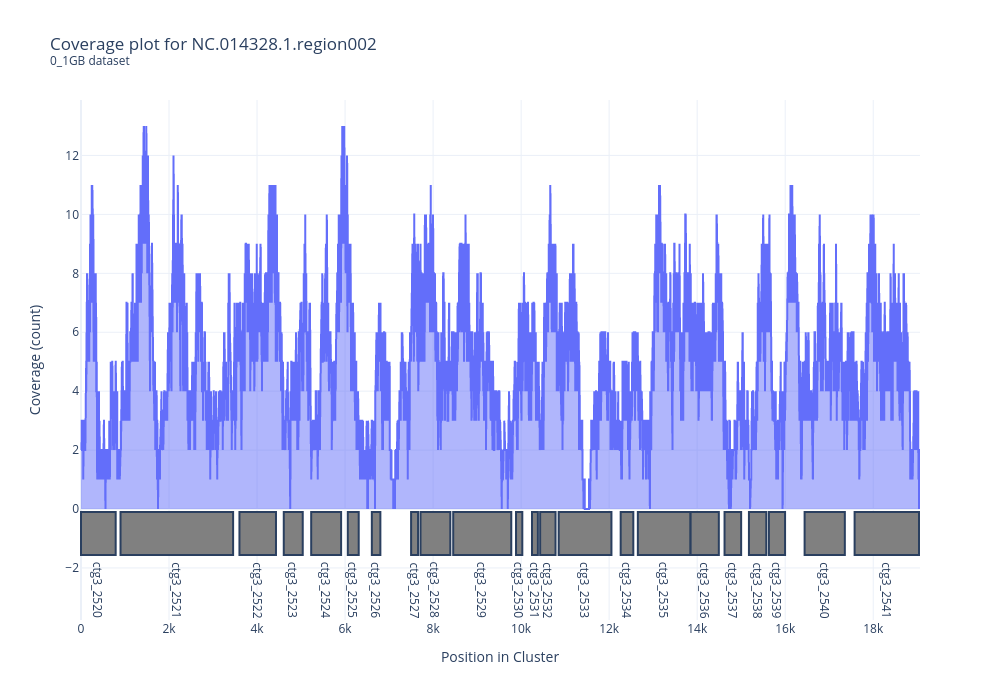 Coverage plot for NC.014328.1.region002
0_1GB dataset
Coverage (count)
12
10
8
6
4
2
0
−2
ctg3_2520
ctg3_2521
ctg3_2522
ctg3_2523
ctg3_2524
ctg3_2525
ctg3_2526
ctg3_2527
ctg3_2528
ctg3_2529
ctg3_2530
ctg3_2531
ctg3_2532
ctg3_2533
ctg3_2534
ctg3_2535
ctg3_2536
ctg3_2537
ctg3_2538
ctg3_2539
ctg3_2540
ctg3_2541
0 2k 4k 6k 8k 10k 12k 14k 16k 18k
Position in Cluster